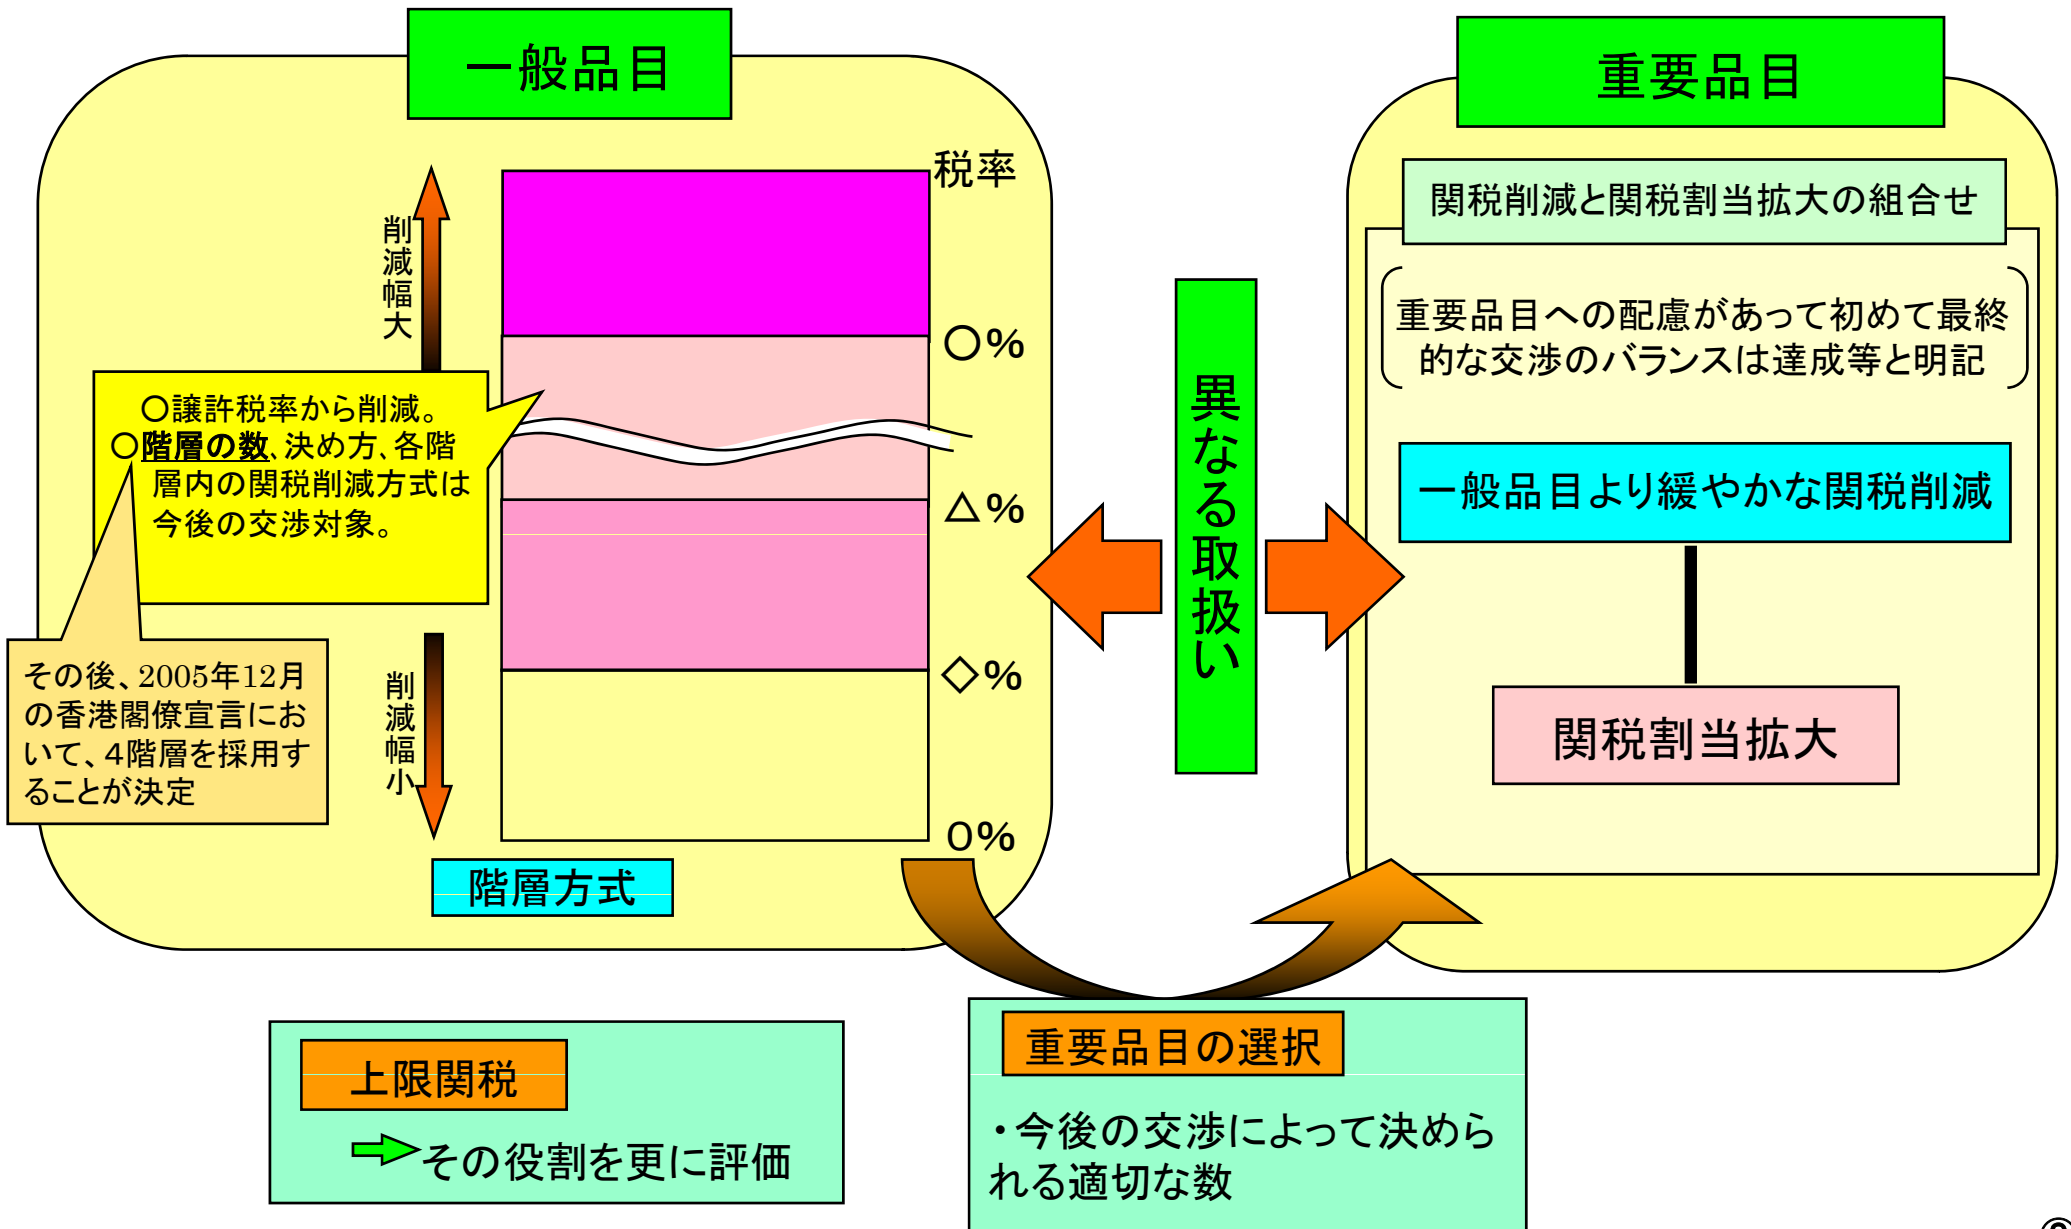 一般品目
税率
削減幅大
○%
○譲許税率から削減。
○階層の数、決め方、各階
層内の関税削減方式は
今後の交渉対象。
△%
その後、2005年12月
の香港閣僚宣言にお
いて、4階層を採用す
ることが決定
削減幅小
◇%
0%
階層方式
異なる取扱い
重要品目
関税削減と関税割当拡大の組合せ
重要品目への配慮があって初めて最終
的な交渉のバランスは達成等と明記
一般品目より緩やかな関税削減
関税割当拡大
上限関税
その役割を更に評価
重要品目の選択
・今後の交渉によって決めら
れる適切な数